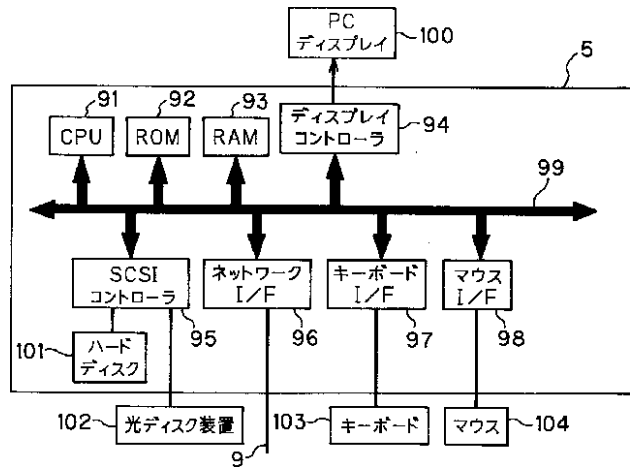 PC
ディスプレイ
100
5
91
92
93
CPU
ROM
RAM
ディスプレイ
コントローラ
94
99
SCSI
コントローラ
ネットワーク
I/F
キーボード
I/F
マウス
I/F
95
96
97
98
101
ハード
ディスク
102
光ディスク装置
9
103
キーボード
マウス
104